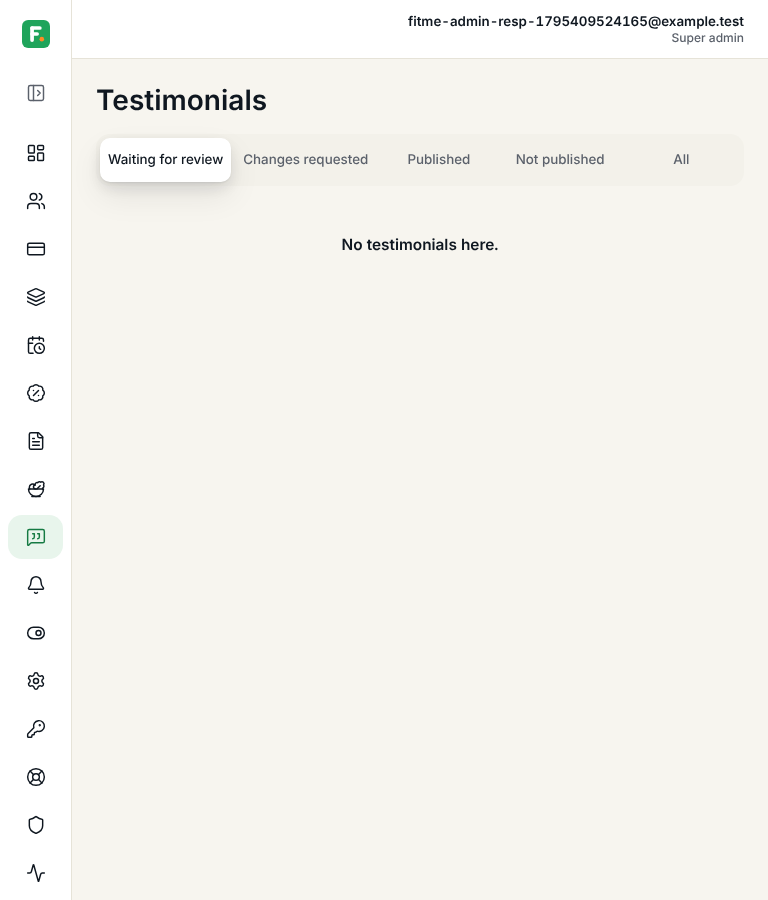 F.
fitme-admin-resp-1795409524165@example.test
Super admin
Testimonials
Waiting for review Changes requested Published Not published All
No testimonials here.